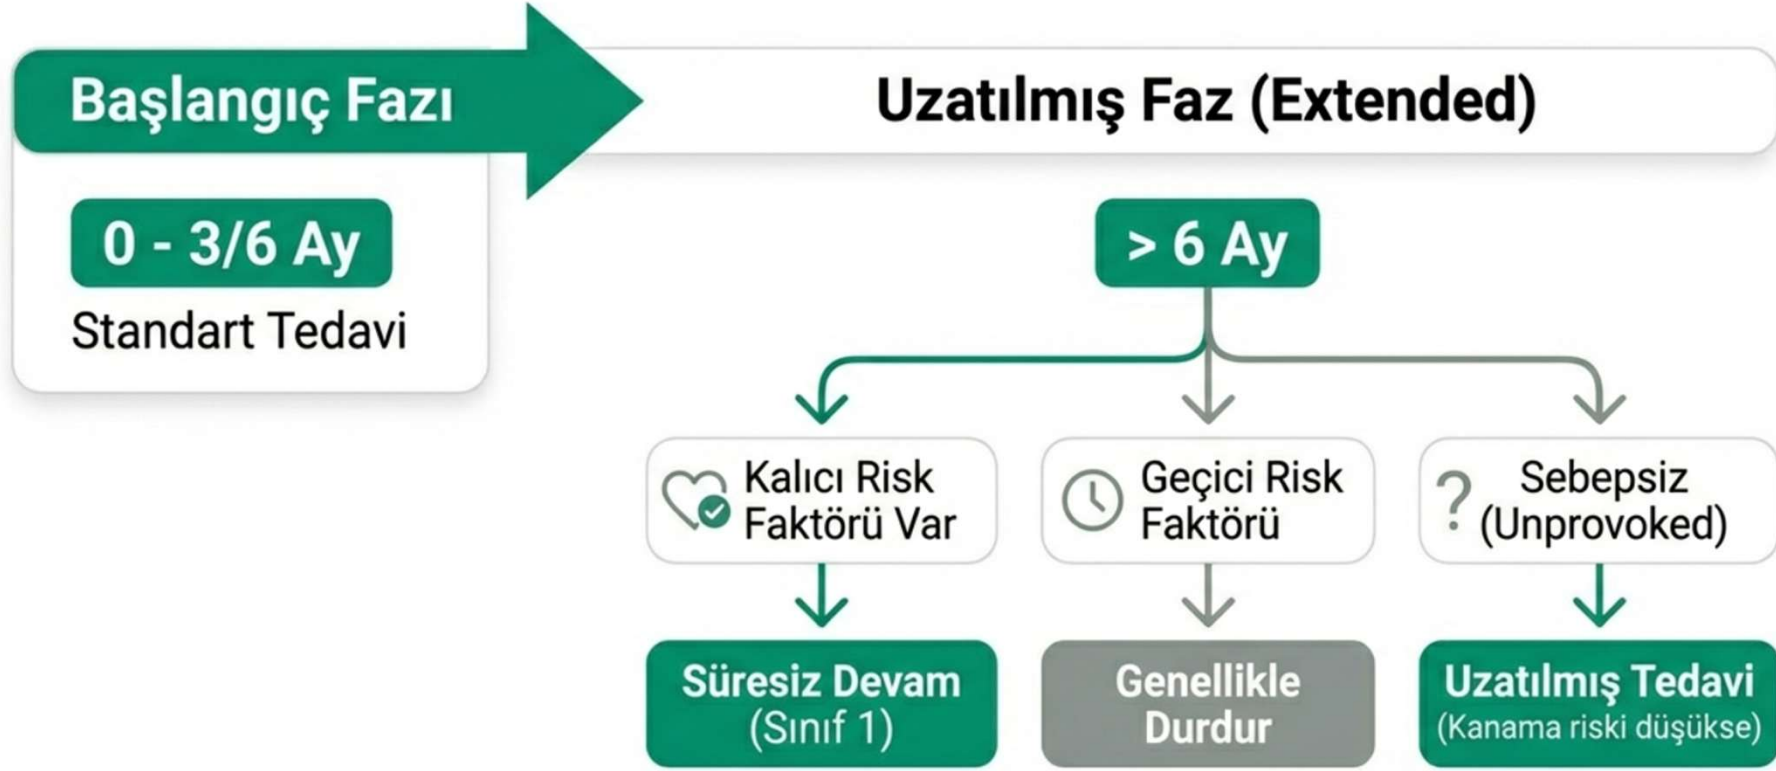 Başlangıç Fazı
Uzatılmış Faz (Extended)
0 - 3/6 Ay
Standart Tedavi
> 6 Ay
Kalıcı Risk
Faktörü Var
Geçici Risk
Faktörü
?
Sebepsiz
(Unprovoked)
Süresiz Devam
(Sınıf 1)
Genellikle
Durdur
Uzatılmış Tedavi
(Kanama riski düşükse)